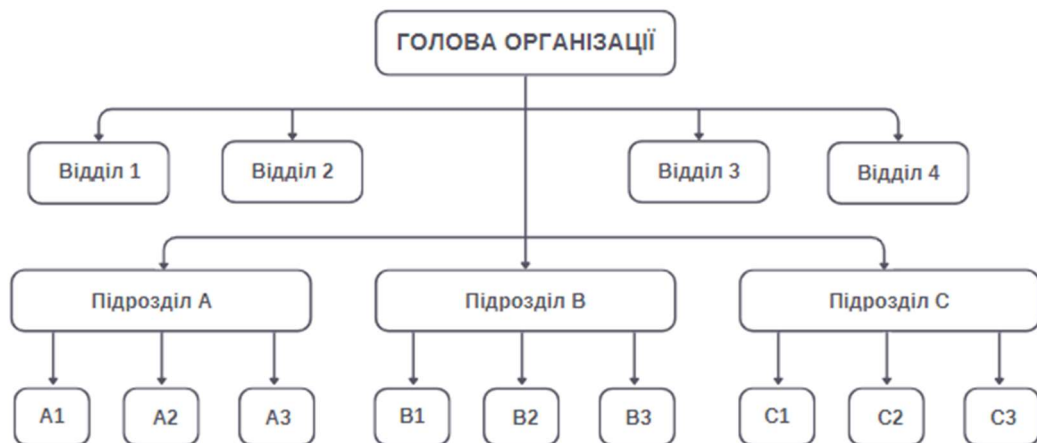 ГОЛОВА ОРГАНІЗАЦІЇ
Відділ 1
Відділ 2
Відділ 3
Відділ 4
Підрозділ А
Підрозділ В
Підрозділ С
А1
А2
А3
В1
В2
В3
С1
С2
С3